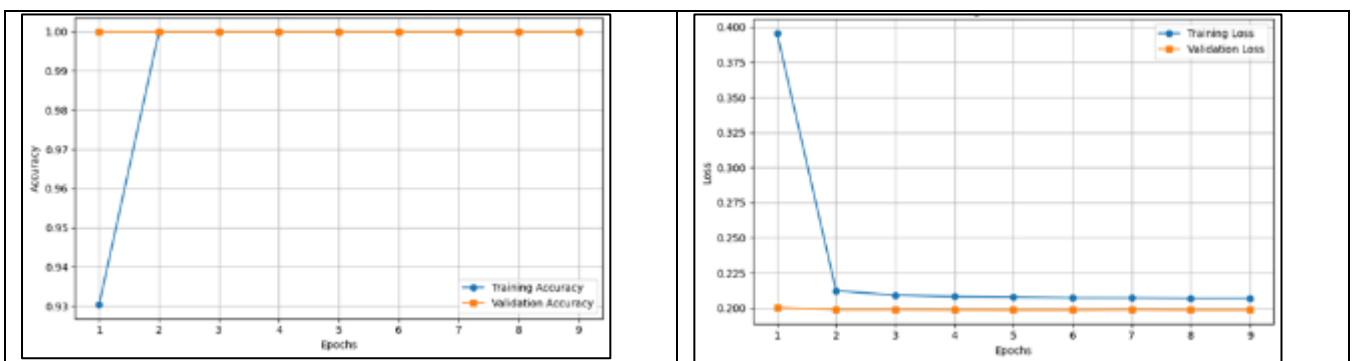 1.00
0.99
0.98
0.97
0.96
0.95
0.94
0.93
Accuracy
Training Accuracy
Validation Accuracy
1 2 3 4 5 6 7 8 9
Epochs
0.400
0.375
0.350
0.325
0.300
0.275
0.250
0.225
0.200
Loss
Training Loss
Validation Loss
1 2 3 4 5 6 7 8 9
Epochs